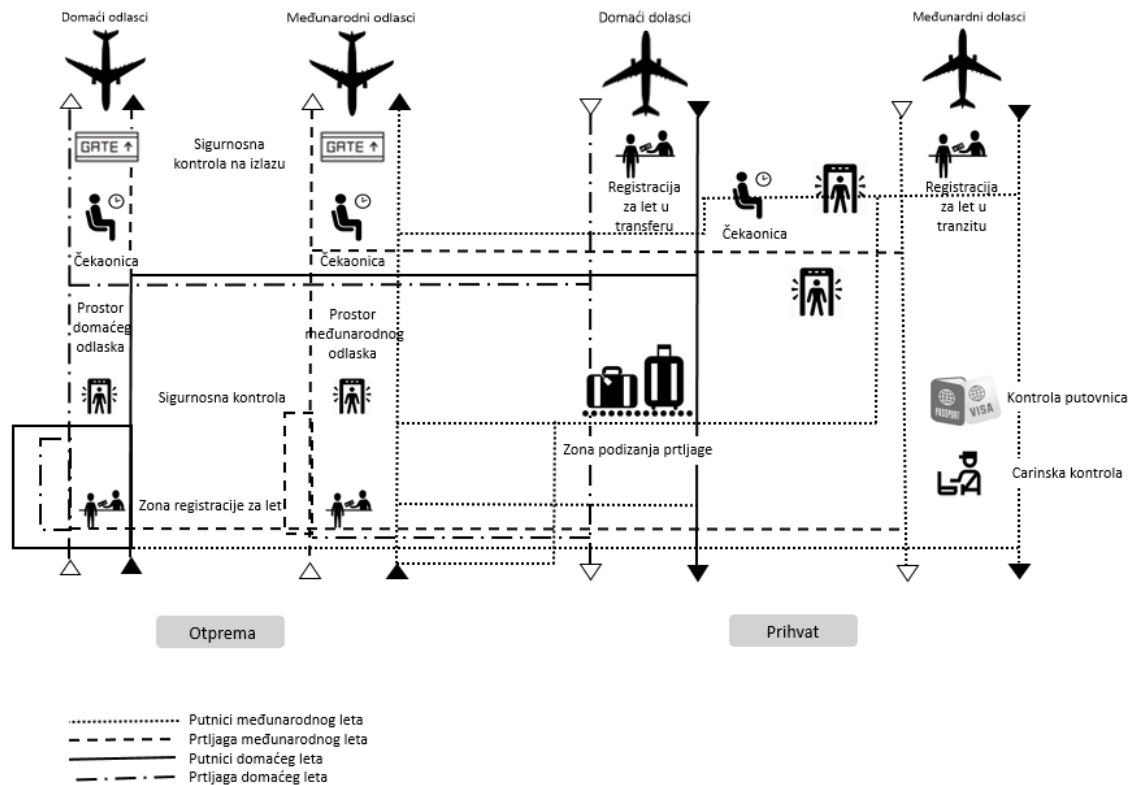 Domaći odlasci
Međunarodni odlasci
Domaći dolasci
Međunardni dolasci
GATE ↑
Sigurnosna
kontrola na izlazu
GATE ↑
Registracija
za let u
transferu
Registracija
za let u
tranzitu
Čekaonica
Čekaonica
Čekaonica
Prostor
domaćeg
odlaska
Prostor
međunarodnog
odlaska
Sigurnosna kontrola
PASSPORT
VISA
Kontrola putovnica
Zona podizanja prtljage
Carinska kontrola
Zona registracije za let
Otprema
Prihvat
Putnici međunarodnog leta
Prtljaga međunarodnog leta
Putnici domaćeg leta
Prtljaga domaćeg leta